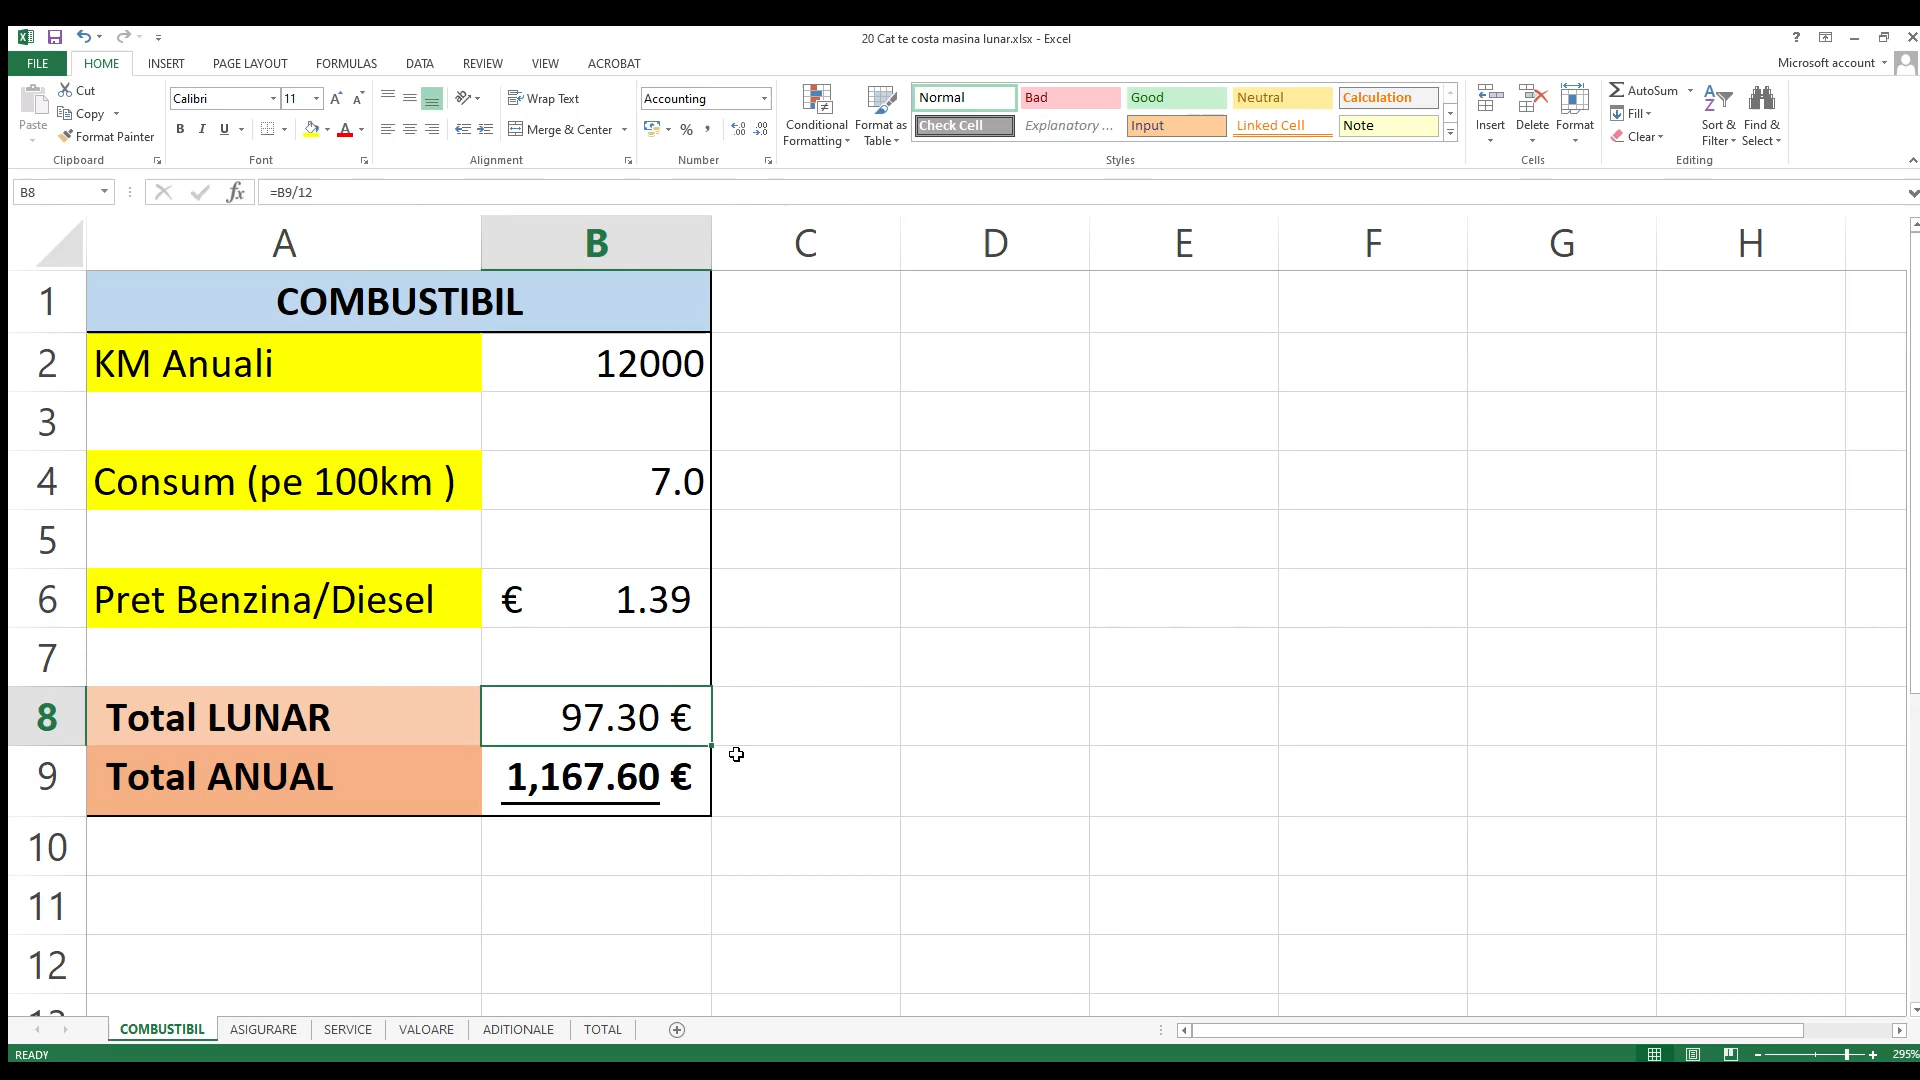 20 Cat te costa masina lunar.xlsx - Excel
?
FILE HOME INSERT PAGE LAYOUT FORMULAS DATA REVIEW VIEW ACROBAT
Microsoft account
Paste
Cut
Copy
Format Painter
Clipboard
Calibri 11 A A
B I U A
Font
Wrap Text
Merge & Center
Alignment
Accounting
% , .00
Number
Conditional Formatting
Format as Table
Normal Bad Good Neutral Calculation
Check Cell Explanatory ... Input Linked Cell Note
Styles
Insert Delete Format
Cells
AutoSum
Fill
Clear
Sort & Filter
Find & Select
Editing
B8 fx =B9/12
A B C D E F G H
1 COMBUSTIBIL
2 KM Anuali 12000
3
4 Consum (pe 100km ) 7.0
5
6 Pret Benzina/Diesel € 1.39
7
8 Total LUNAR 97.30 €
9 Total ANUAL 1,167.60 €
10
11
12
COMBUSTIBIL ASIGURARE SERVICE VALOARE ADITIONALE TOTAL
READY
295%